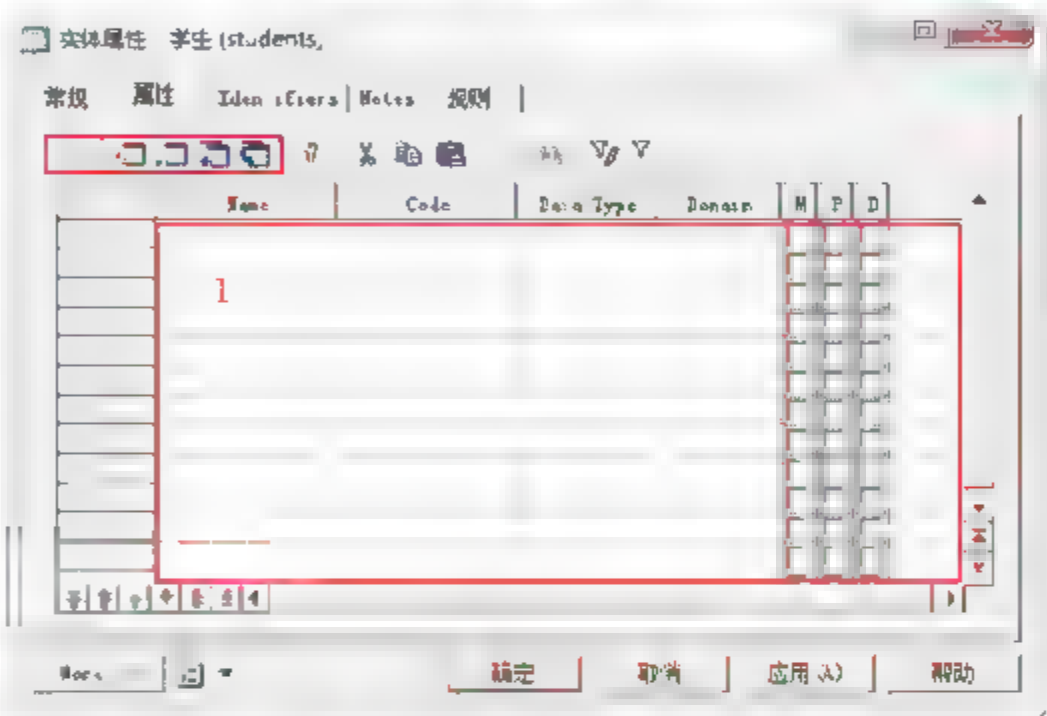 实体属性 学生 (students)
常规 属性 Identifiers Notes 规则
Name Code Data Type Domain M P D
1
More 确定 取消 应用(A) 帮助